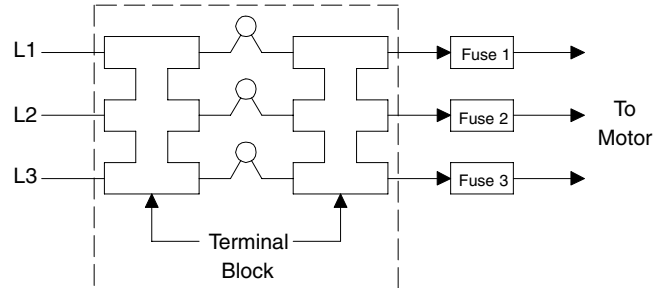 L1
Fuse 1
L2
Fuse 2
To
Motor
L3
Fuse 3
Terminal
Block